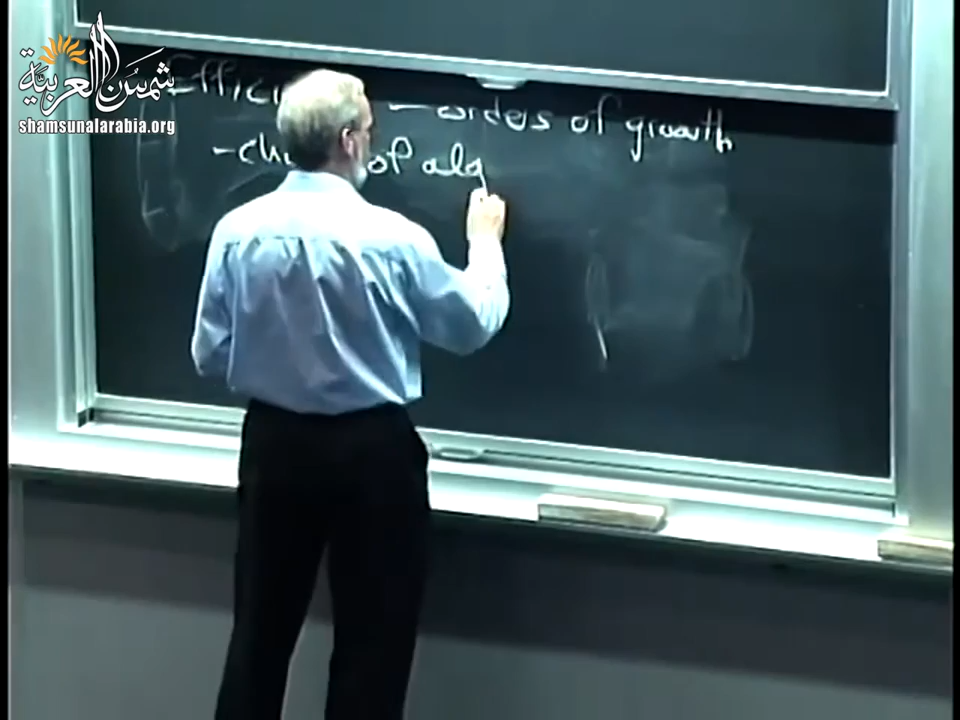 شمس العربية
shamsunalarabia.org
- orders of growth
of alg